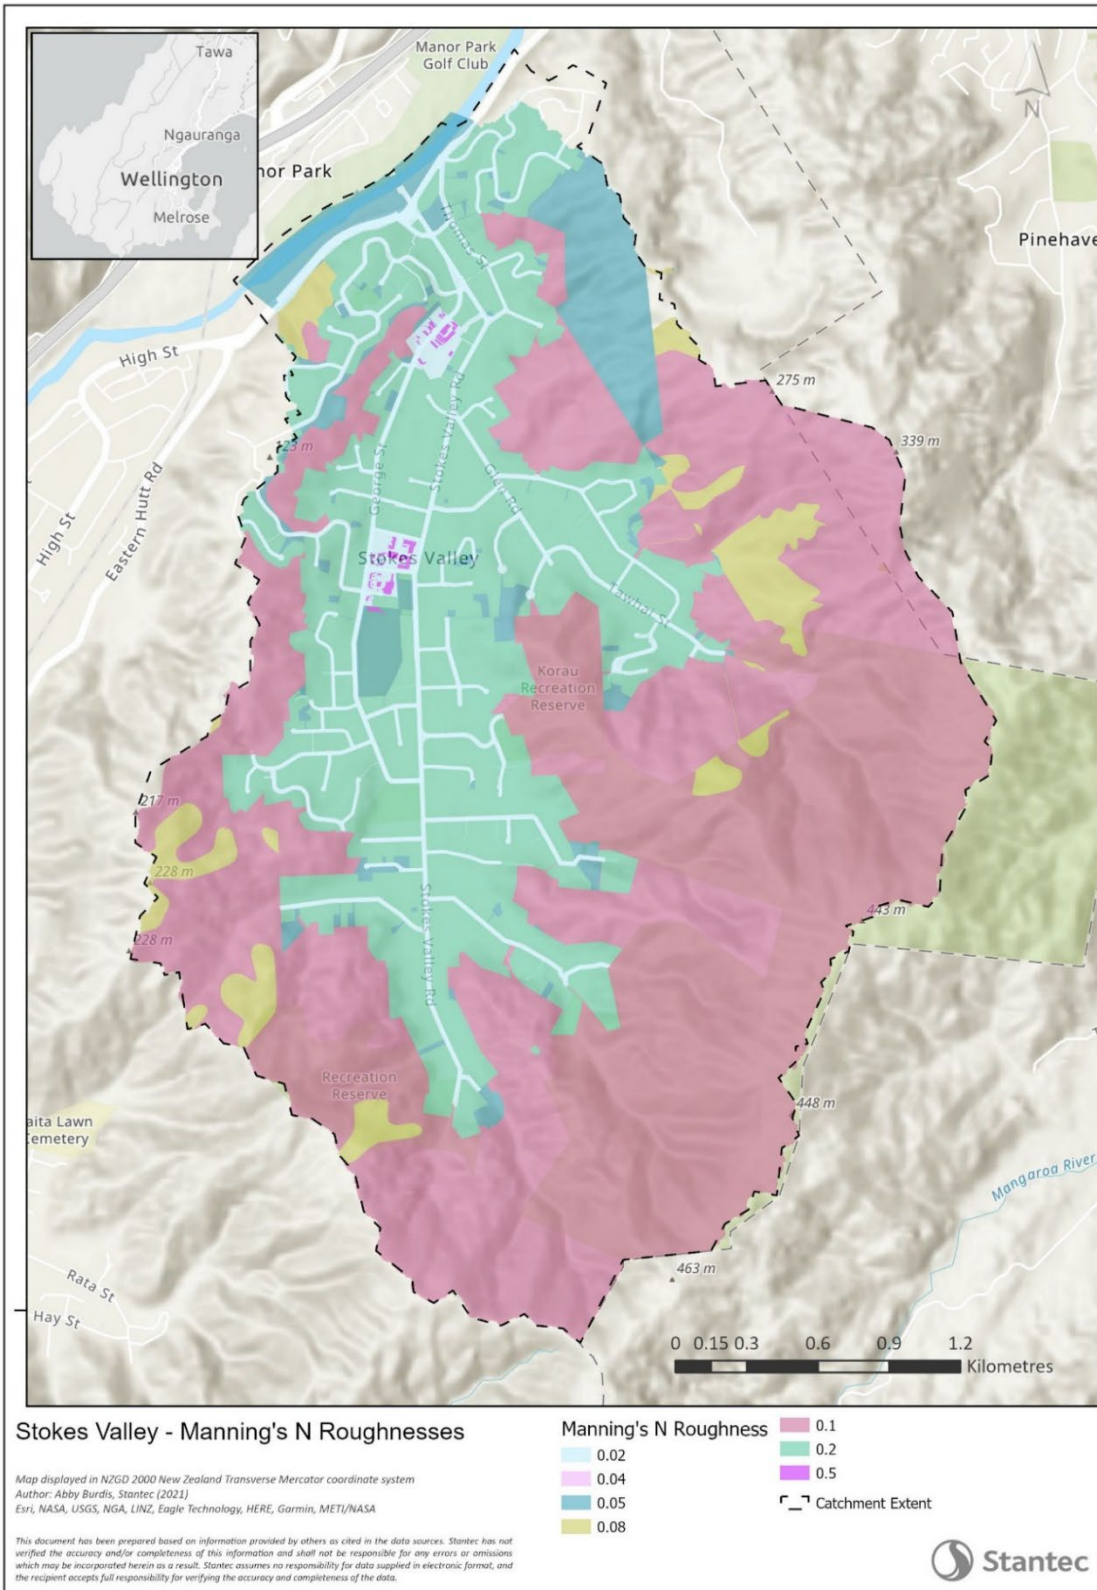 Tawa
Ngauranga
Wellington
Melrose
Manor Park
Golf Club
nor Park
N
Pinehave
Thomas St
High St
275 m
339 m
123 m
Stokes Valley Rd
George St
Glen Rd
High St
Eastern Hutt Rd
Stokes Valley
Tawhai St
Korau
Recreation
Reserve
217 m
228 m
443 m
228 m
Stokes Valley Rd
Recreation
Reserve
448 m
aita Lawn
Cemetery
Mangaroa River
463 m
Rata St
Hay St
0 0.15 0.3 0.6 0.9 1.2
Kilometres
Stokes Valley - Manning's N Roughnesses
Map displayed in NZGD 2000 New Zealand Transverse Mercator coordinate system
Author: Abby Burdis, Stantec (2021)
Esri, NASA, USGS, NGA, LINZ, Eagle Technology, HERE, Garmin, METI/NASA
This document has been prepared based on information provided by others as cited in the data sources. Stantec has not
verified the accuracy and/or completeness of this information and shall not be responsible for any errors or omissions
which may be incorporated herein as a result. Stantec assumes no responsibility for data supplied in electronic format, and
the recipient accepts full responsibility for verifying the accuracy and completeness of the data.
Manning's N Roughness
0.02
0.04
0.05
0.08
0.1
0.2
0.5
Catchment Extent
Stantec